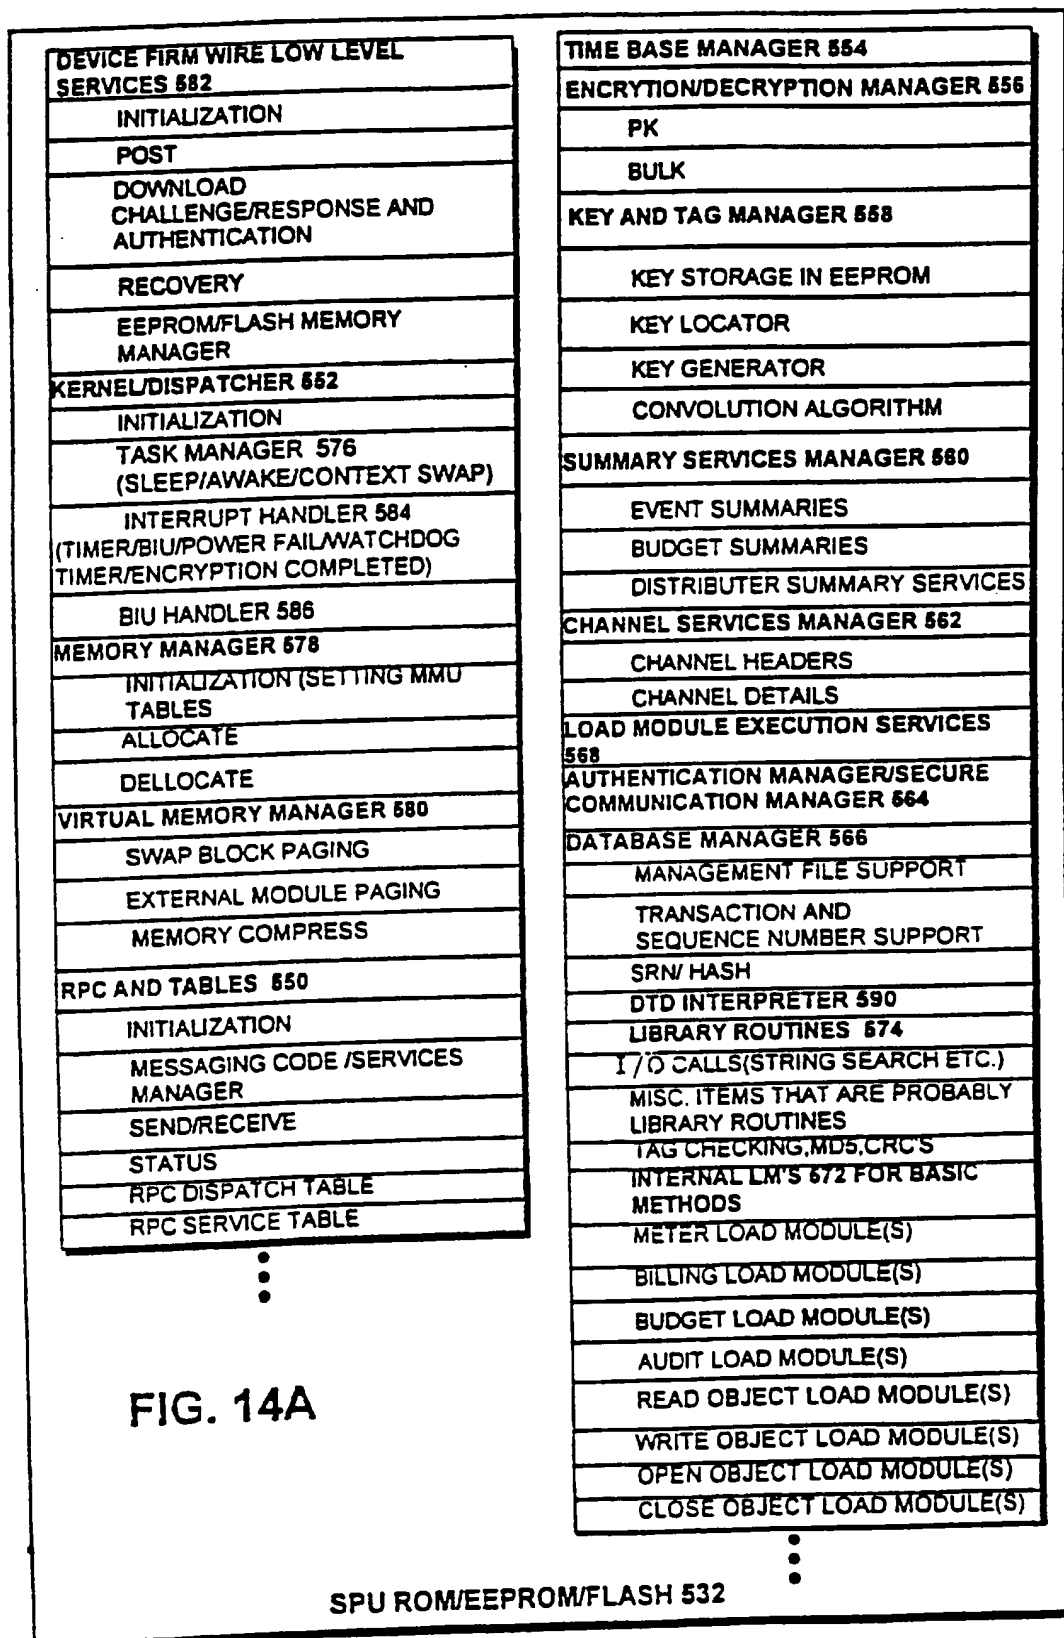 DEVICE FIRM WIRE LOW LEVEL
SERVICES 582
INITIALIZATION
POST
DOWNLOAD
CHALLENGE/RESPONSE AND
AUTHENTICATION
RECOVERY
EEPROM/FLASH MEMORY
MANAGER
KERNEL/DISPATCHER 552
INITIALIZATION
TASK MANAGER 576
(SLEEP/AWAKE/CONTEXT SWAP)
INTERRUPT HANDLER 584
(TIMER/BIU/POWER FAIL/WATCHDOG
TIMER/ENCRYPTION COMPLETED)
BIU HANDLER 586
MEMORY MANAGER 578
INITIALIZATION (SETTING MMU
TABLES
ALLOCATE
DELLOCATE
VIRTUAL MEMORY MANAGER 580
SWAP BLOCK PAGING
EXTERNAL MODULE PAGING
MEMORY COMPRESS
RPC AND TABLES 550
INITIALIZATION
MESSAGING CODE /SERVICES
MANAGER
SEND/RECEIVE
STATUS
RPC DISPATCH TABLE
RPC SERVICE TABLE
TIME BASE MANAGER 554
ENCRYTION/DECRYPTION MANAGER 556
PK
BULK
KEY AND TAG MANAGER 558
KEY STORAGE IN EEPROM
KEY LOCATOR
KEY GENERATOR
CONVOLUTION ALGORITHM
SUMMARY SERVICES MANAGER 560
EVENT SUMMARIES
BUDGET SUMMARIES
DISTRIBUTER SUMMARY SERVICES
CHANNEL SERVICES MANAGER 562
CHANNEL HEADERS
CHANNEL DETAILS
LOAD MODULE EXECUTION SERVICES
568
AUTHENTICATION MANAGER/SECURE
COMMUNICATION MANAGER 564
DATABASE MANAGER 566
MANAGEMENT FILE SUPPORT
TRANSACTION AND
SEQUENCE NUMBER SUPPORT
SRN/ HASH
DTD INTERPRETER 590
LIBRARY ROUTINES 574
I/O CALLS(STRING SEARCH ETC.)
MISC. ITEMS THAT ARE PROBABLY
LIBRARY ROUTINES
TAG CHECKING,MD5,CRC'S
INTERNAL LM'S 572 FOR BASIC
METHODS
METER LOAD MODULE(S)
BILLING LOAD MODULE(S)
BUDGET LOAD MODULE(S)
AUDIT LOAD MODULE(S)
READ OBJECT LOAD MODULE(S)
WRITE OBJECT LOAD MODULE(S)
OPEN OBJECT LOAD MODULE(S)
CLOSE OBJECT LOAD MODULE(S)
FIG. 14A
SPU ROM/EEPROM/FLASH 532